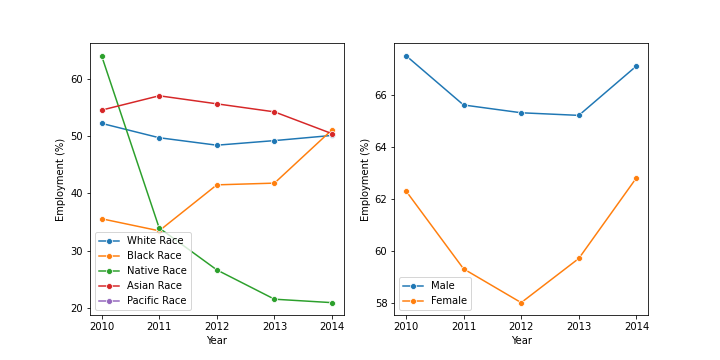 60
50
40
30
20
Employment (%)
White Race
Black Race
Native Race
Asian Race
Pacific Race
2010 2011 2012 2013 2014
Year
66
64
62
60
58
Employment (%)
Male
Female
2010 2011 2012 2013 2014
Year